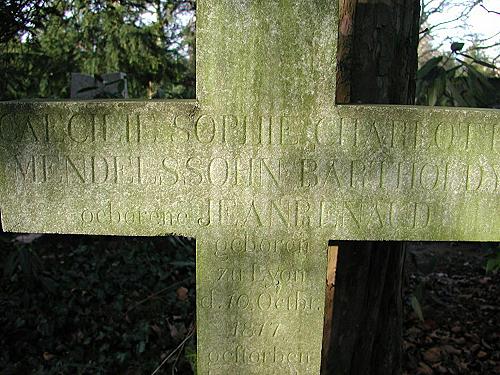 CAECILIE SOPHIE CHARLOTTE
MENDELSSOHN BARTHOLDY
geborene JEANRENAUD
geboren
zu Lyon
d. 10. Octbr.
1817
gestorben